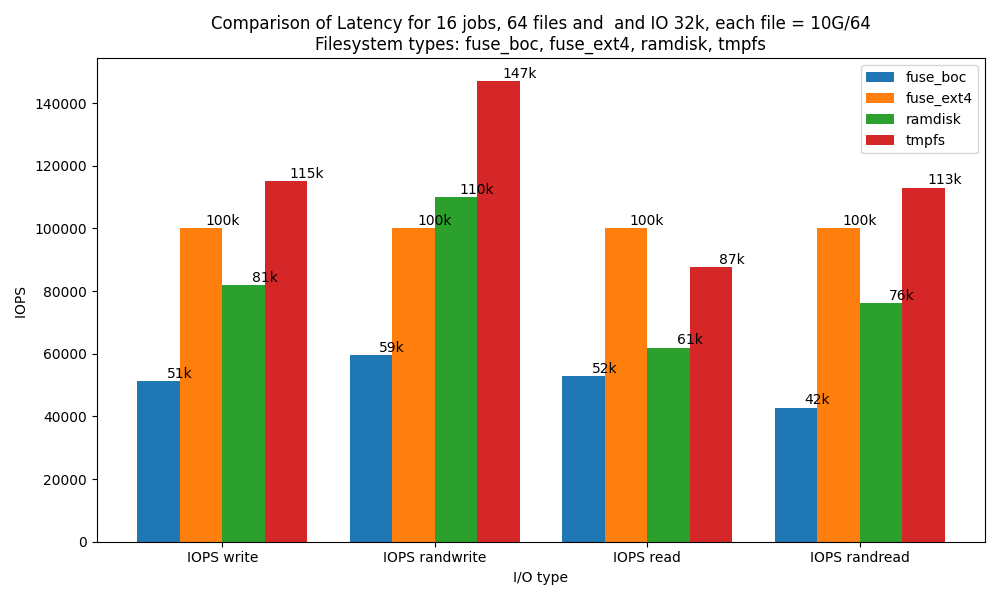 Comparison of Latency for 16 jobs, 64 files and  and IO 32k, each file = 10G/64
Filesystem types: fuse_boc, fuse_ext4, ramdisk, tmpfs
fuse_boc
fuse_ext4
ramdisk
tmpfs
IOPS
140000
120000
100000
80000
60000
40000
20000
0
51k
100k
81k
115k
59k
100k
110k
147k
52k
100k
61k
87k
42k
100k
76k
113k
IOPS write
IOPS randwrite
IOPS read
IOPS randread
I/O type